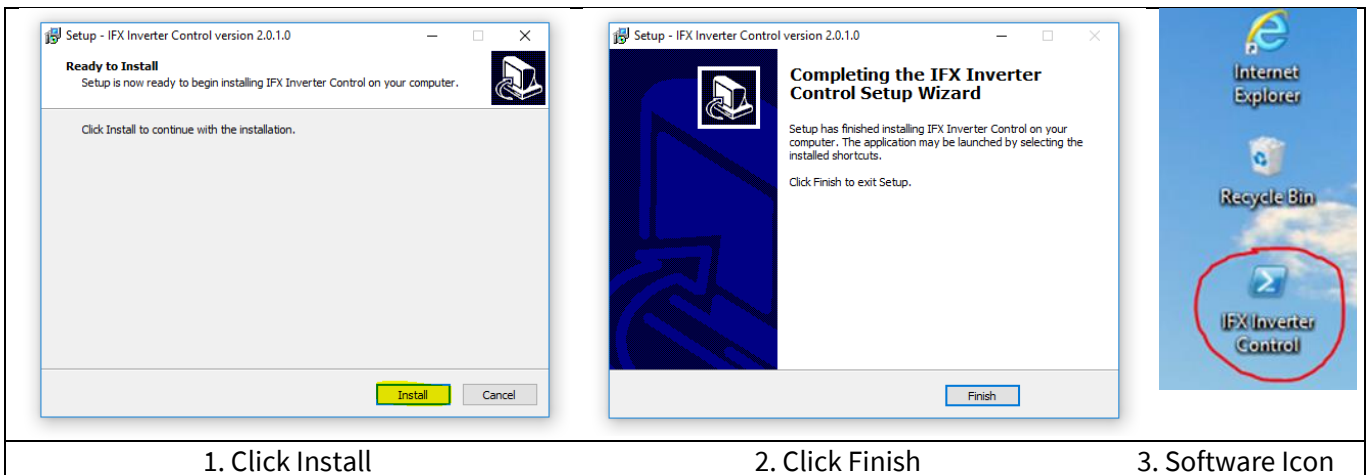 Setup - IFX Inverter Control version 2.0.1.0
Ready to Install
Setup is now ready to begin installing IFX Inverter Control on your computer.
Click Install to continue with the installation.
Install
Cancel
Setup - IFX Inverter Control version 2.0.1.0
Completing the IFX Inverter
Control Setup Wizard
Setup has finished installing IFX Inverter Control on your
computer. The application may be launched by selecting the
installed shortcuts.
Click Finish to exit Setup.
Finish
Internet
Explorer
Recycle Bin
IFX Inverter
Control
1. Click Install
2. Click Finish
3. Software Icon